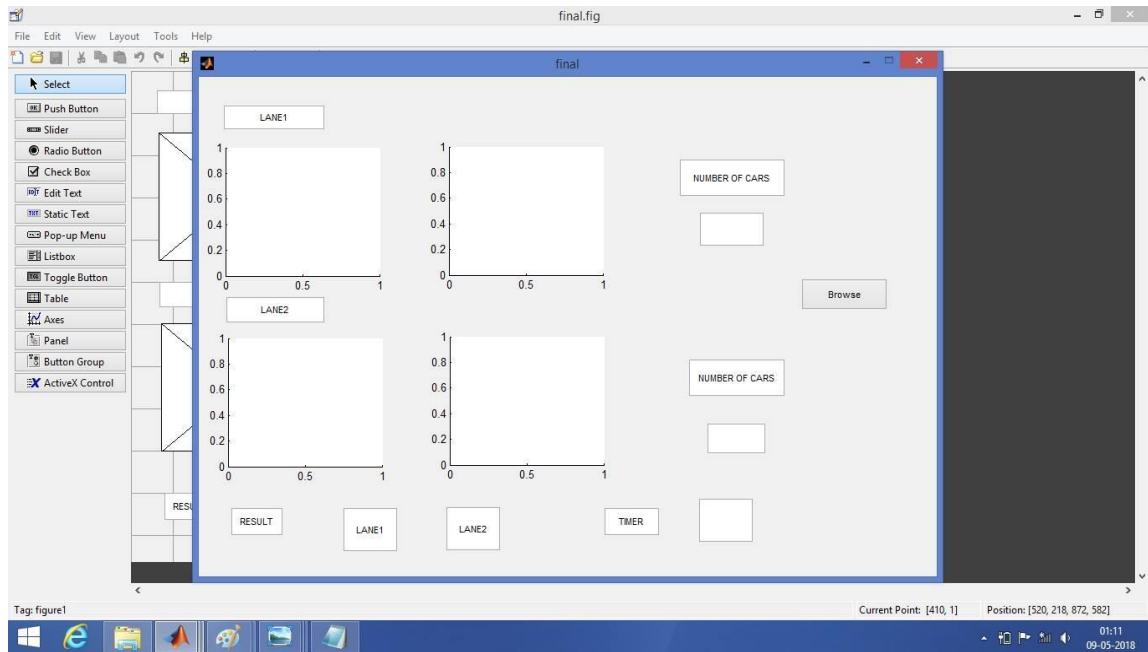 final.fig
File Edit View Layout Tools Help
final
Select
Push Button
Slider
Radio Button
Check Box
Edit Text
Static Text
Pop-up Menu
Listbox
Toggle Button
Table
Axes
Panel
Button Group
ActiveX Control
LANE1
1
0.8
0.6
0.4
0.2
0
0 0.5 1
1
0.8
0.6
0.4
0.2
0
0 0.5 1
NUMBER OF CARS
Browse
LANE2
1
0.8
0.6
0.4
0.2
0
0 0.5 1
1
0.8
0.6
0.4
0.2
0
0 0.5 1
NUMBER OF CARS
RESU
RESULT LANE1 LANE2 TIMER
Tag: figure1 Current Point: [410, 1] Position: [520, 218, 872, 582]
01:11
09-05-2018